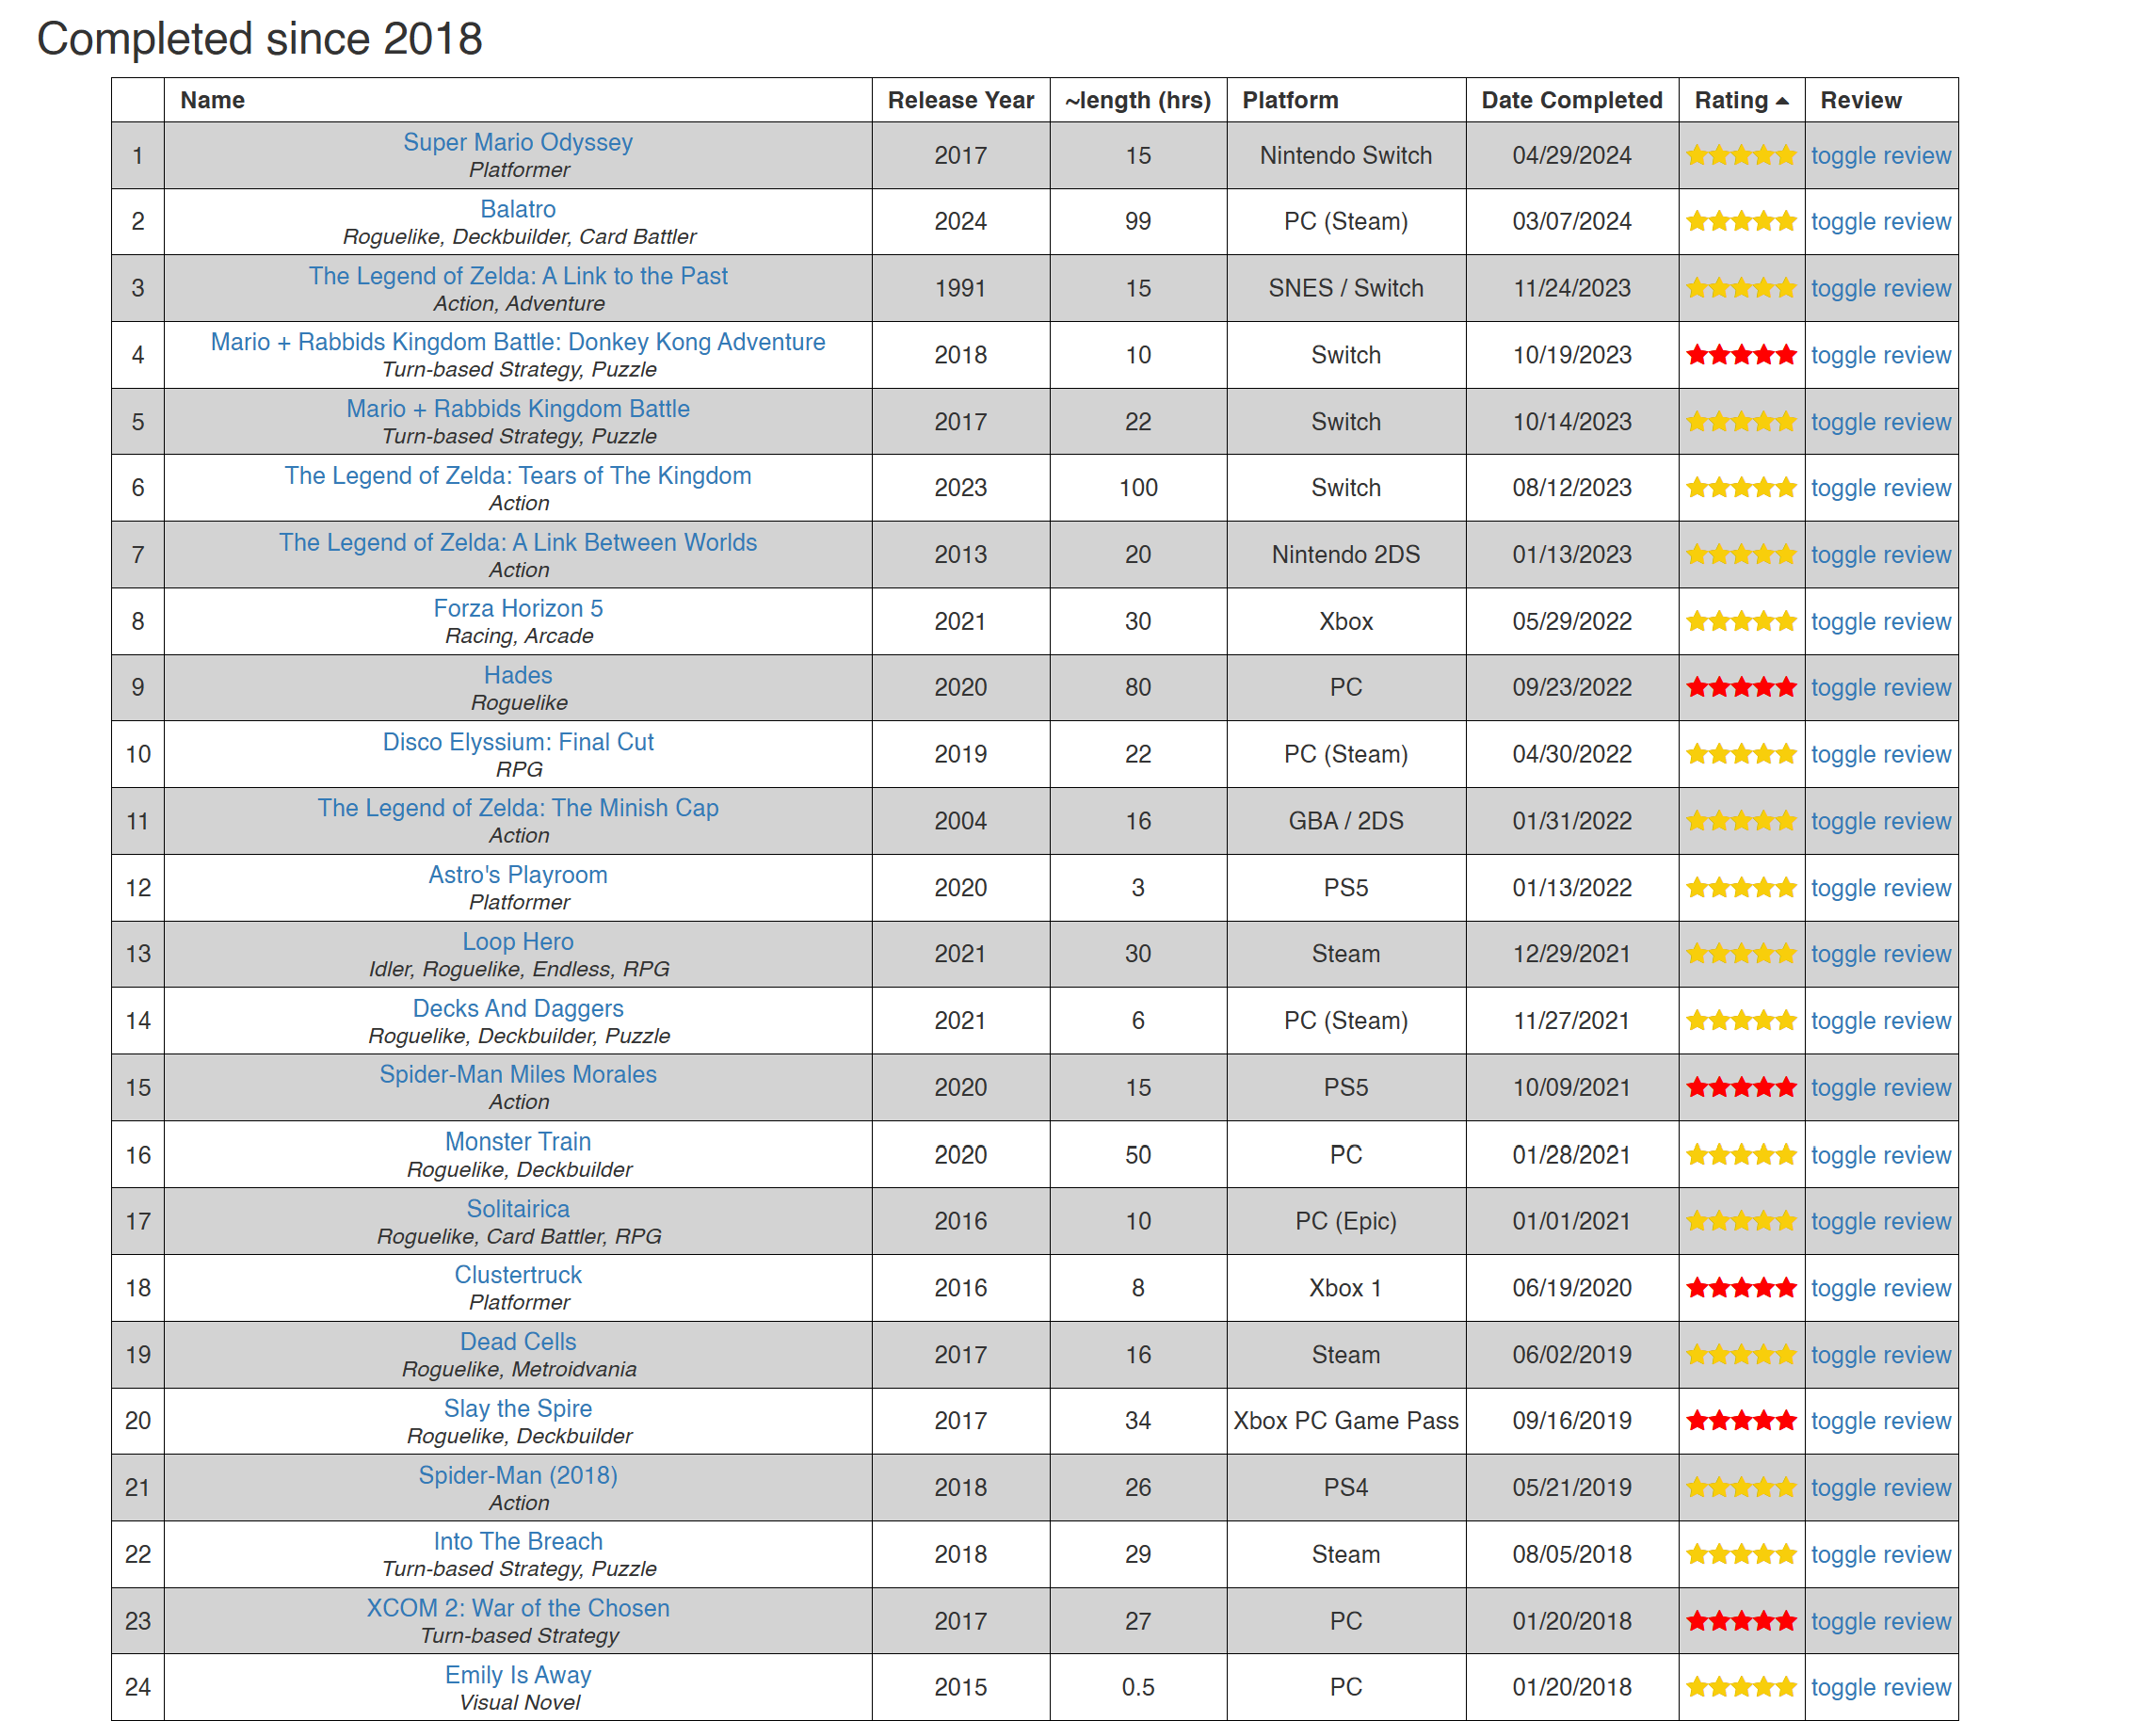 Completed since 2018
Name Release Year ~length (hrs) Platform Date Completed Rating Review
1 Super Mario Odyssey 2017 15 Nintendo Switch 04/29/2024 toggle review
Platformer
2 Balatro 2024 99 PC (Steam) 03/07/2024 toggle review
Roguelike, Deckbuilder, Card Battler
3 The Legend of Zelda: A Link to the Past 1991 15 SNES / Switch 11/24/2023 toggle review
Action, Adventure
4 Mario + Rabbids Kingdom Battle: Donkey Kong Adventure 2018 10 Switch 10/19/2023 toggle review
Turn-based Strategy, Puzzle
5 Mario + Rabbids Kingdom Battle 2017 22 Switch 10/14/2023 toggle review
Turn-based Strategy, Puzzle
6 The Legend of Zelda: Tears of The Kingdom 2023 100 Switch 08/12/2023 toggle review
Action
7 The Legend of Zelda: A Link Between Worlds 2013 20 Nintendo 2DS 01/13/2023 toggle review
Action
8 Forza Horizon 5 2021 30 Xbox 05/29/2022 toggle review
Racing, Arcade
9 Hades 2020 80 PC 09/23/2022 toggle review
Roguelike
10 Disco Elyssium: Final Cut 2019 22 PC (Steam) 04/30/2022 toggle review
RPG
11 The Legend of Zelda: The Minish Cap 2004 16 GBA / 2DS 01/31/2022 toggle review
Action
12 Astro's Playroom 2020 3 PS5 01/13/2022 toggle review
Platformer
13 Loop Hero 2021 30 Steam 12/29/2021 toggle review
Idler, Roguelike, Endless, RPG
14 Decks And Daggers 2021 6 PC (Steam) 11/27/2021 toggle review
Roguelike, Deckbuilder, Puzzle
15 Spider-Man Miles Morales 2020 15 PS5 10/09/2021 toggle review
Action
16 Monster Train 2020 50 PC 01/28/2021 toggle review
Roguelike, Deckbuilder
17 Solitairica 2016 10 PC (Epic) 01/01/2021 toggle review
Roguelike, Card Battler, RPG
18 Clustertruck 2016 8 Xbox 1 06/19/2020 toggle review
Platformer
19 Dead Cells 2017 16 Steam 06/02/2019 toggle review
Roguelike, Metroidvania
20 Slay the Spire 2017 34 Xbox PC Game Pass 09/16/2019 toggle review
Roguelike, Deckbuilder
21 Spider-Man (2018) 2018 26 PS4 05/21/2019 toggle review
Action
22 Into The Breach 2018 29 Steam 08/05/2018 toggle review
Turn-based Strategy, Puzzle
23 XCOM 2: War of the Chosen 2017 27 PC 01/20/2018 toggle review
Turn-based Strategy
24 Emily Is Away 2015 0.5 PC 01/20/2018 toggle review
Visual Novel